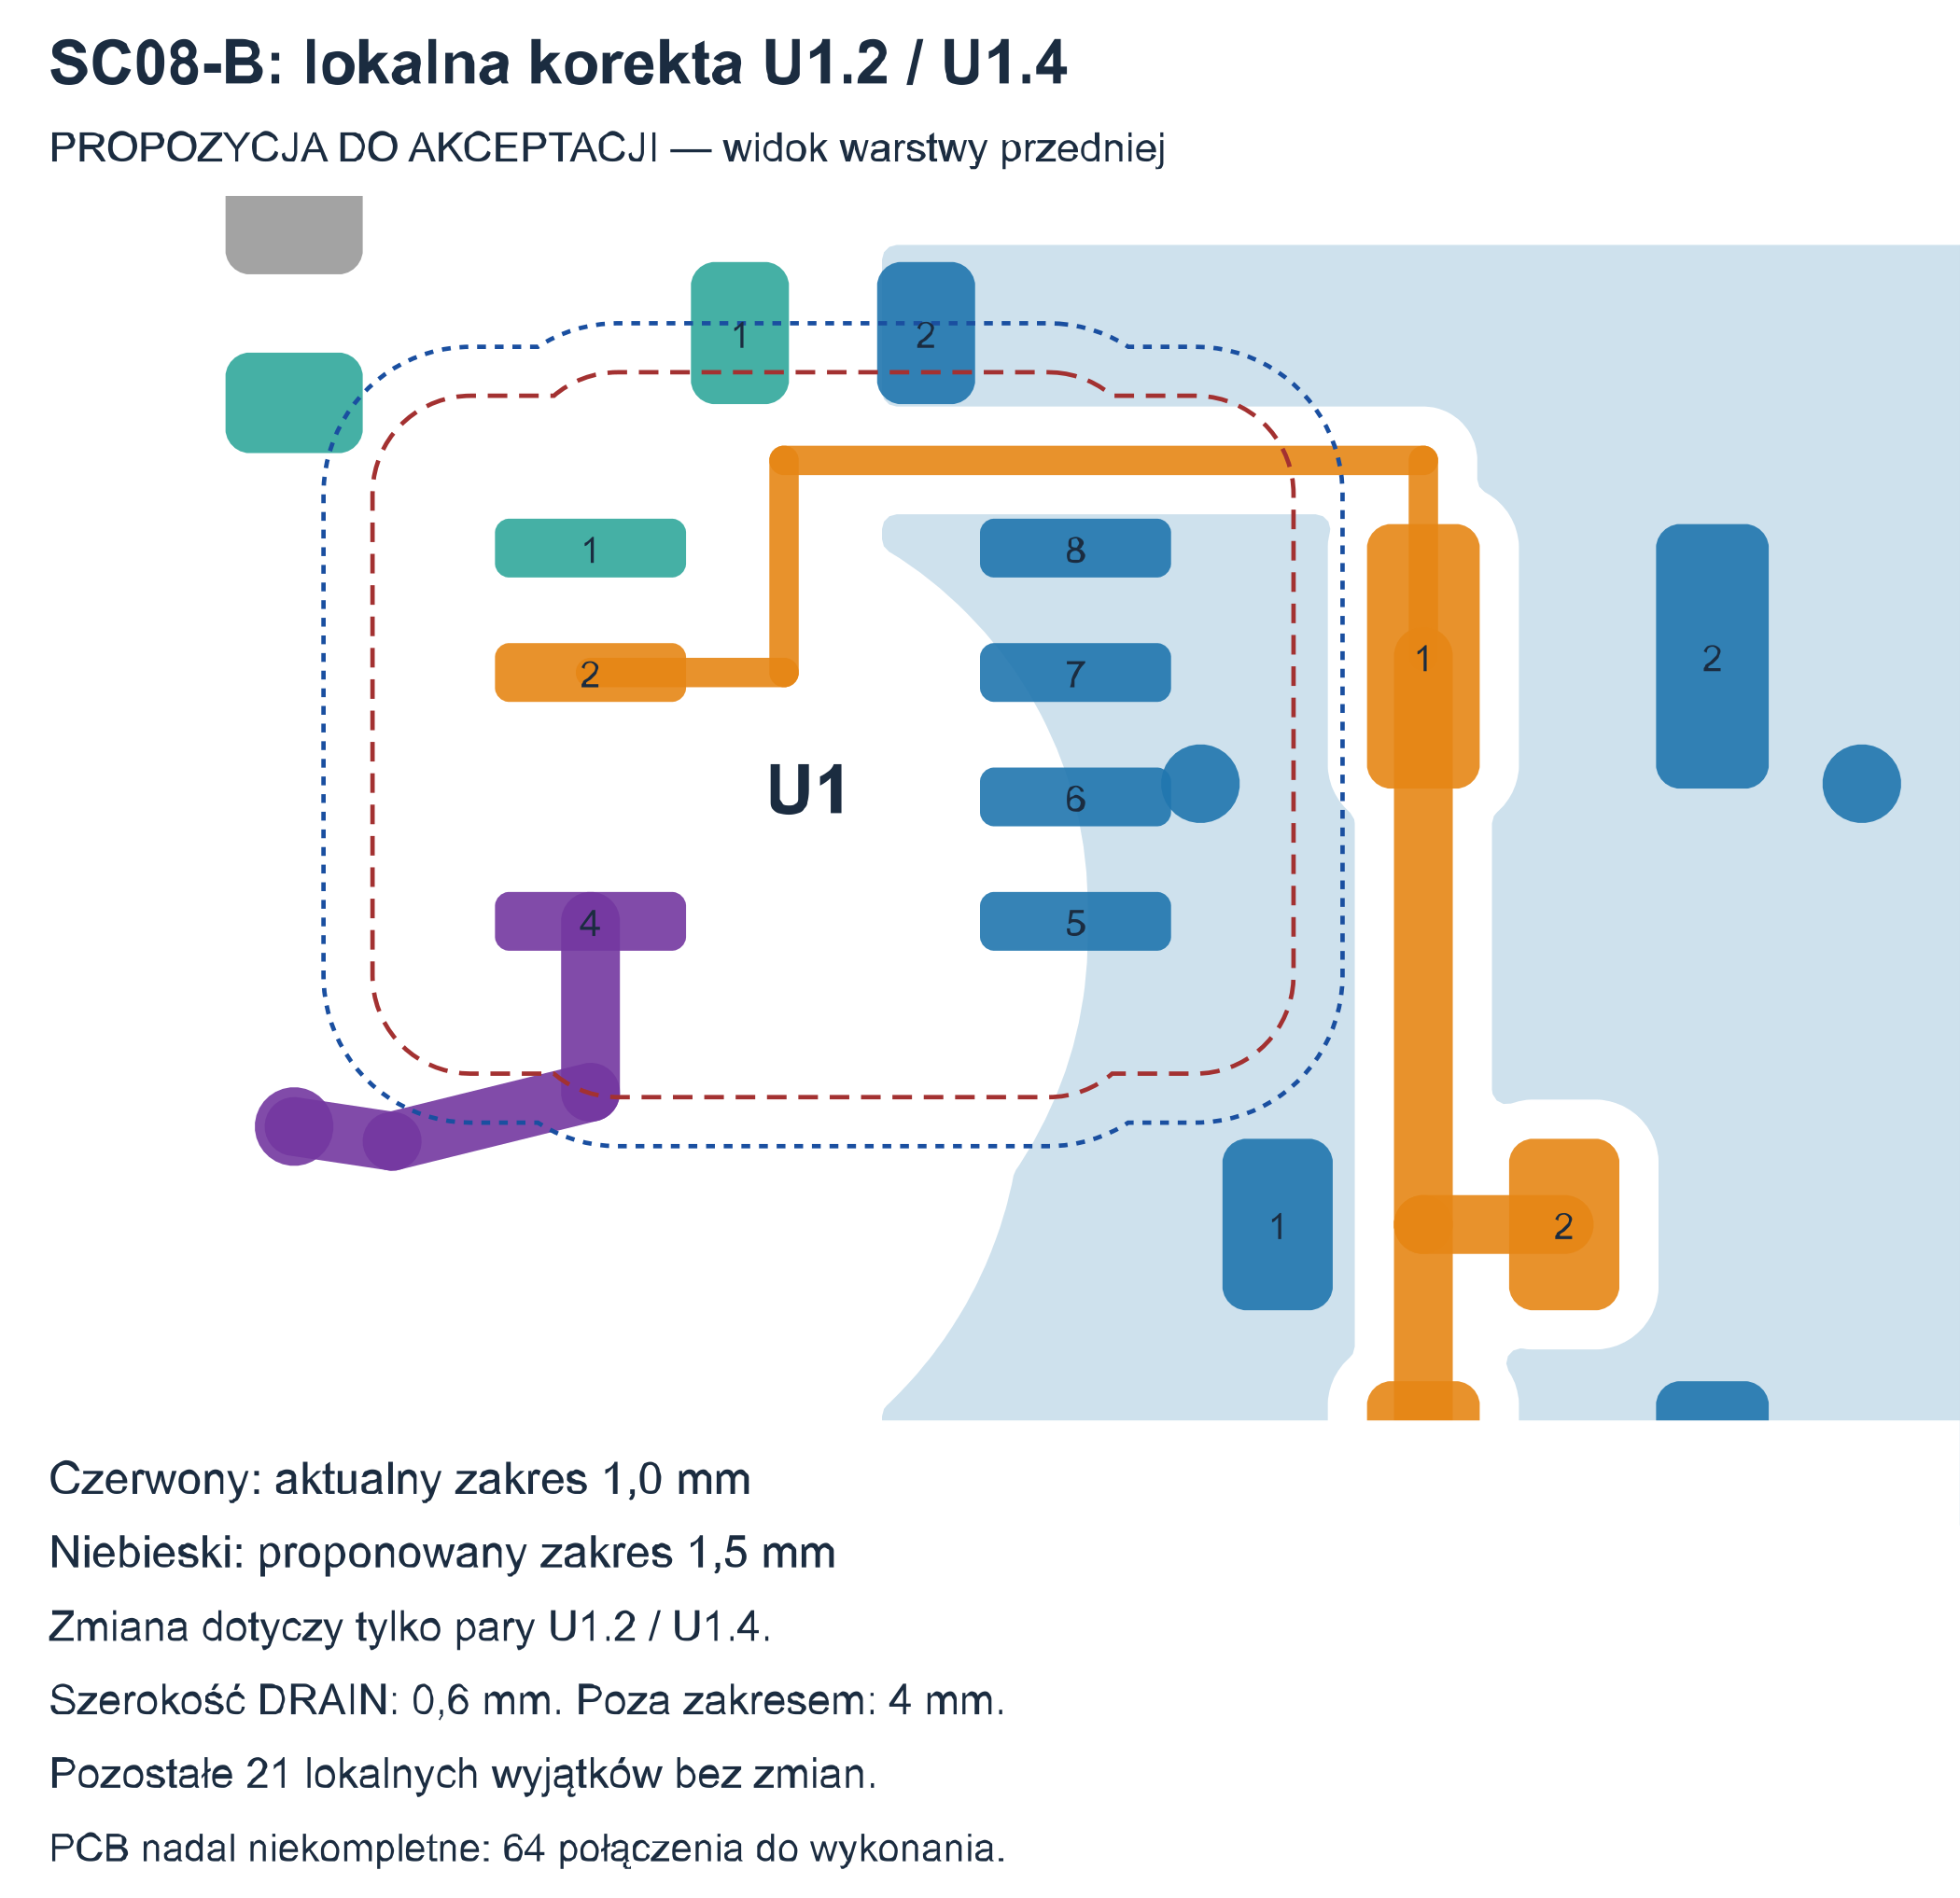 SC08-B: lokalna korekta U1.2 / U1.4
PROPOZYCJA DO AKCEPTACJI — widok warstwy przedniej
1
2
1
8
2
7
1
2
U1
6
4
5
1
2
Czerwony: aktualny zakres 1,0 mm
Niebieski: proponowany zakres 1,5 mm
Zmiana dotyczy tylko pary U1.2 / U1.4.
Szerokość DRAIN: 0,6 mm. Poza zakresem: 4 mm.
Pozostałe 21 lokalnych wyjątków bez zmian.
PCB nadal niekompletne: 64 połączenia do wykonania.